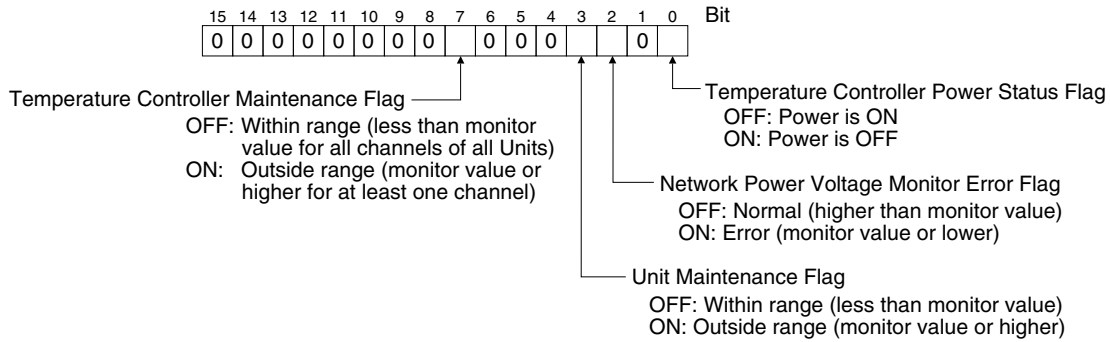 15 14 13 12 11 10 9 8 7 6 5 4 3 2 1 0 Bit
0 0 0 0 0 0 0 0 0 0 0 0
Temperature Controller Maintenance Flag
OFF: Within range (less than monitor
value for all channels of all Units)
ON: Outside range (monitor value or
higher for at least one channel)
Temperature Controller Power Status Flag
OFF: Power is ON
ON: Power is OFF
Network Power Voltage Monitor Error Flag
OFF: Normal (higher than monitor value)
ON: Error (monitor value or lower)
Unit Maintenance Flag
OFF: Within range (less than monitor value)
ON: Outside range (monitor value or higher)